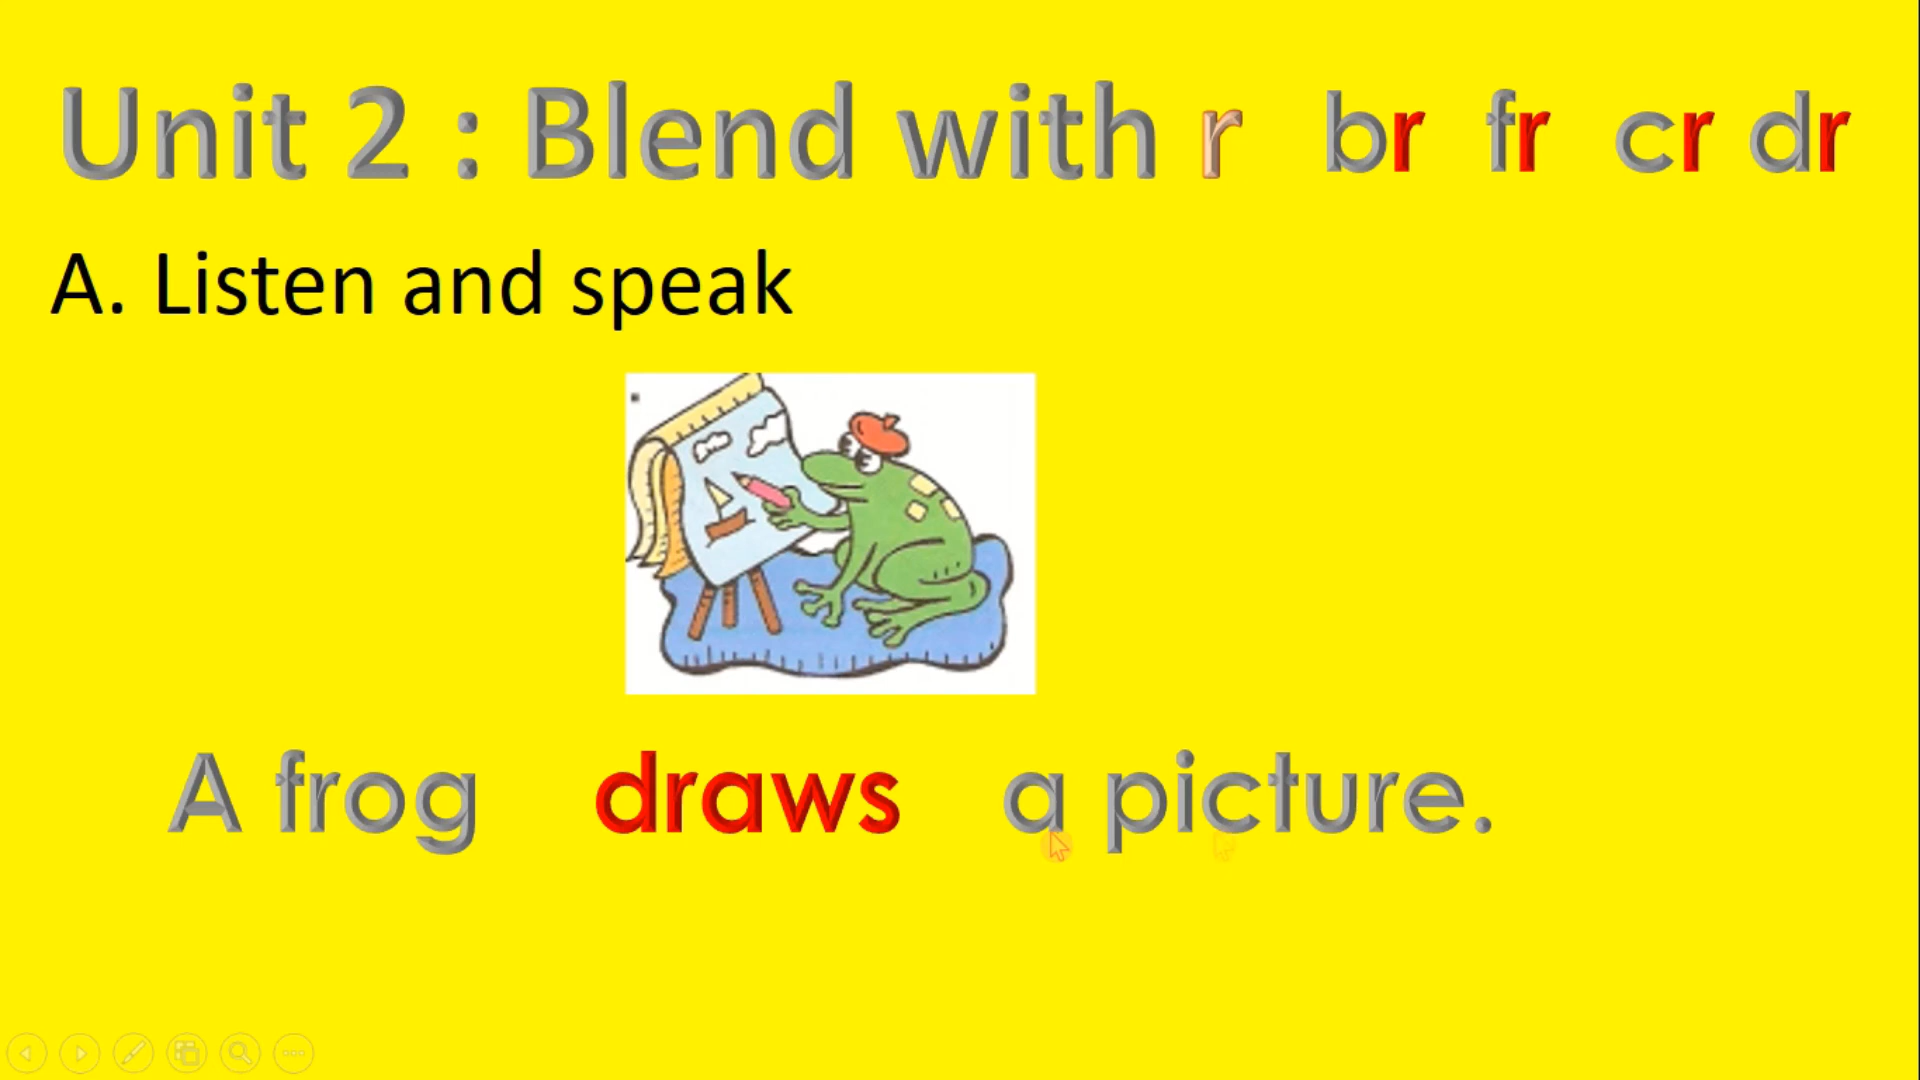 Unit 2 : Blend with r br fr cr dr
A. Listen and speak
A frog draws a picture.